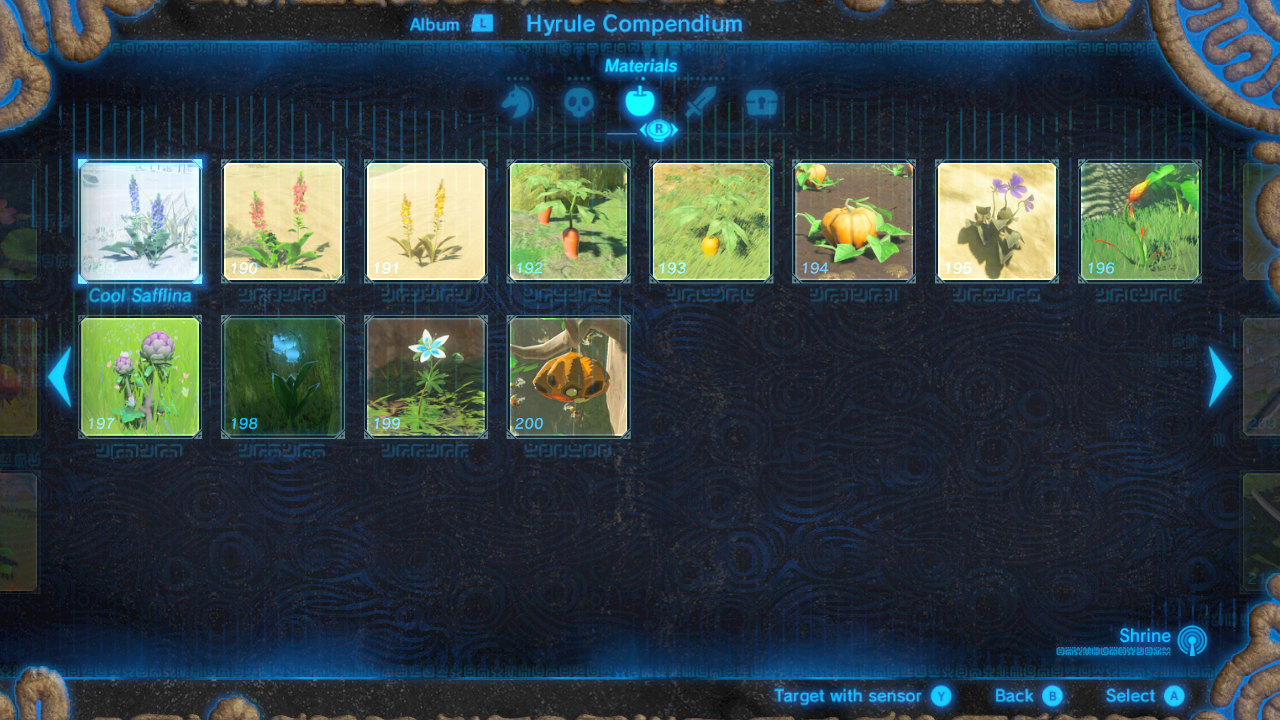 Album L Hyrule Compendium
Materials
R
190 191 192 193 194 195 196
Cool Safflina
197 198 199 200
Shrine
Target with sensor Y Back B Select A